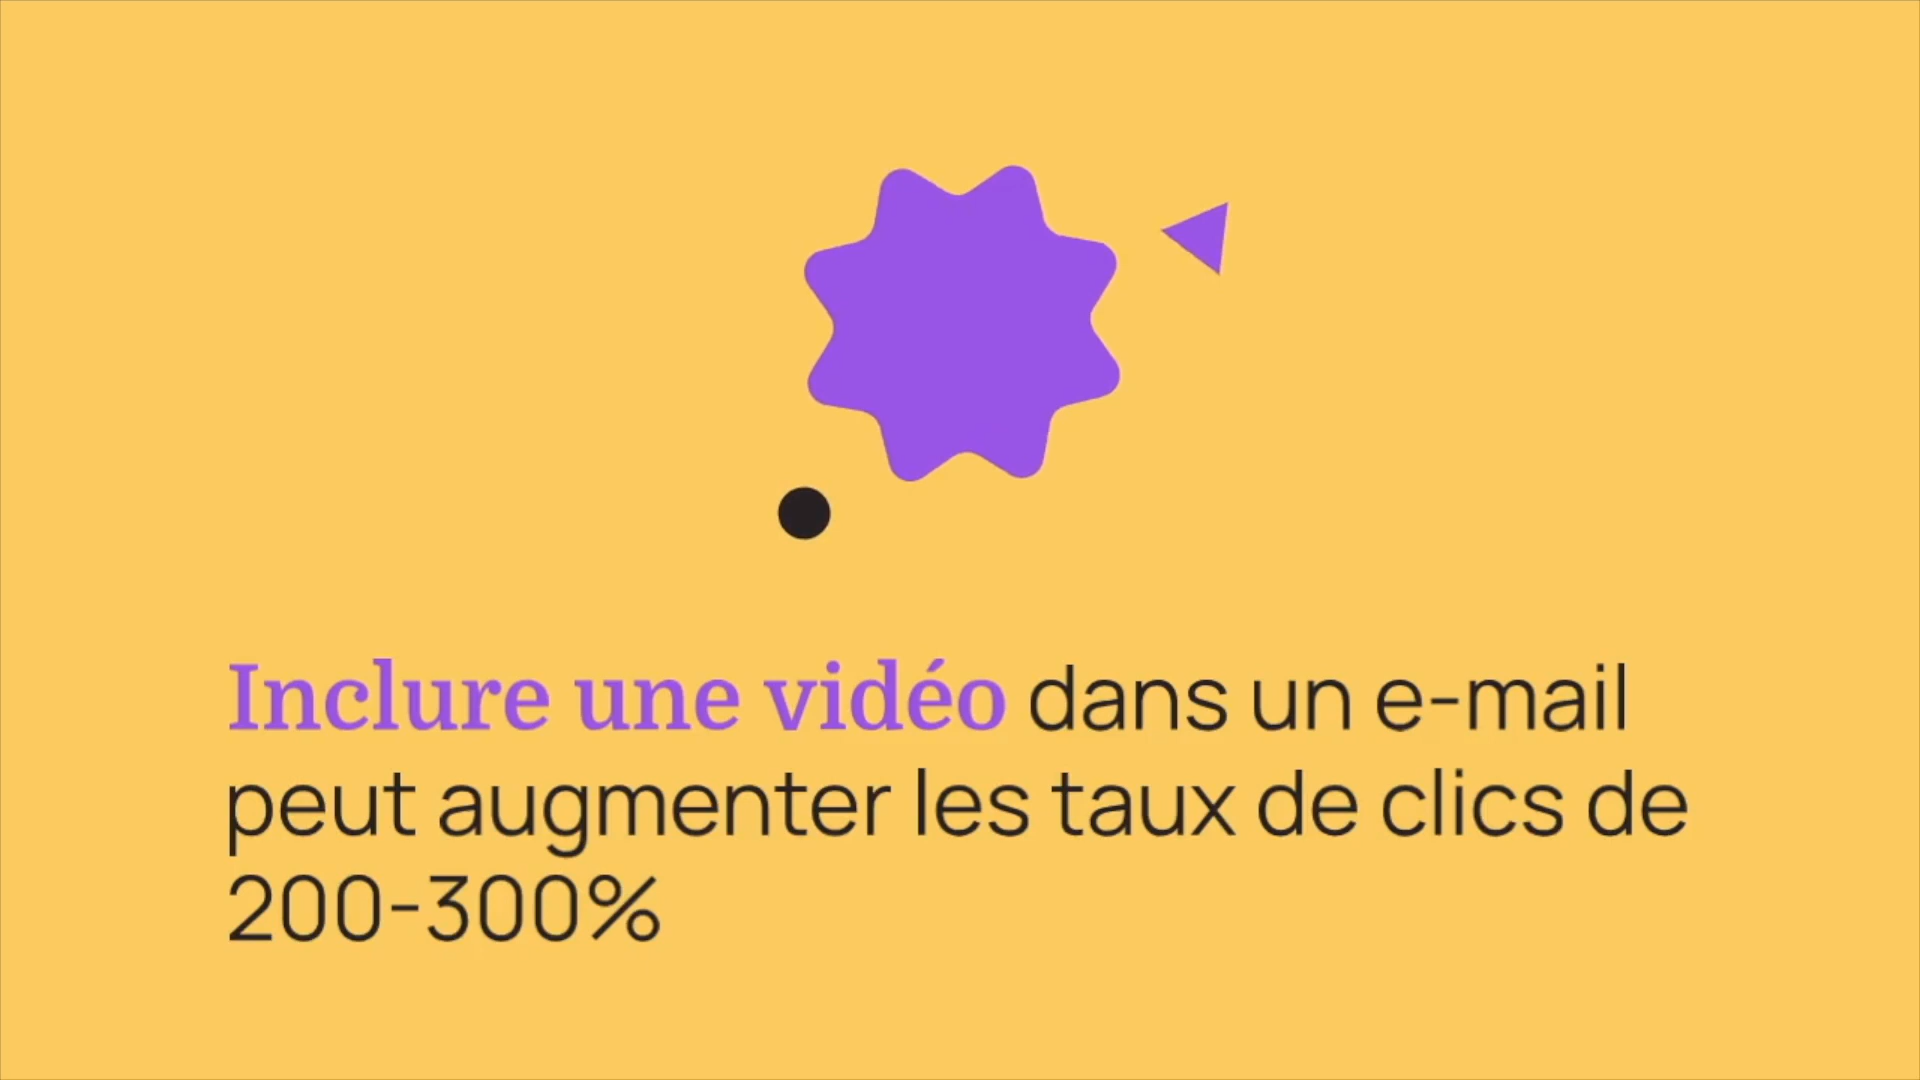 Inclure une vidéo dans un e-mail
peut augmenter les taux de clics de
200-300%